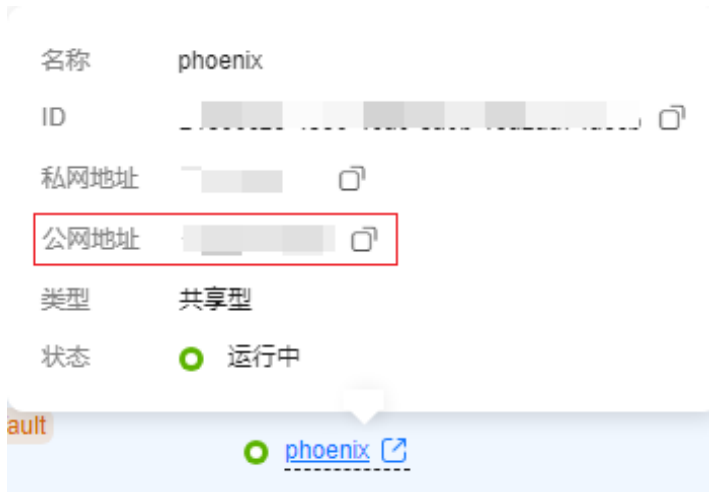 名称 phoenix
ID
私网地址
公网地址
类型 共享型
状态 运行中
ault
phoenix